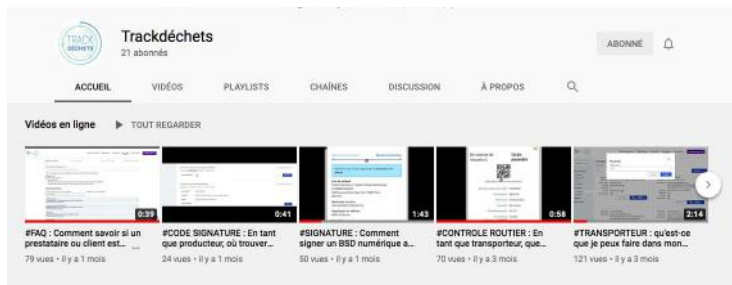 TRACK
DÉCHETS
Trackdéchets
21 abonnés
ABONNÉ
ACCUEIL VIDÉOS PLAYLISTS CHAÎNES DISCUSSION À PROPOS
Vidéos en ligne TOUT REGARDER
0:39 0:41 1:43 0:58 2:14
#FAQ : Comment savoir si un
prestataire ou client est...
79 vues • il y a 1 mois
#CODE SIGNATURE : En tant
que producteur, où trouver...
24 vues • il y a 1 mois
#SIGNATURE : Comment
signer un BSD numérique a...
50 vues • il y a 1 mois
#CONTROLE ROUTIER : En
tant que transporteur, que...
70 vues • il y a 3 mois
#TRANSPORTEUR : qu'est-ce
que je peux faire dans mon...
121 vues • il y a 3 mois